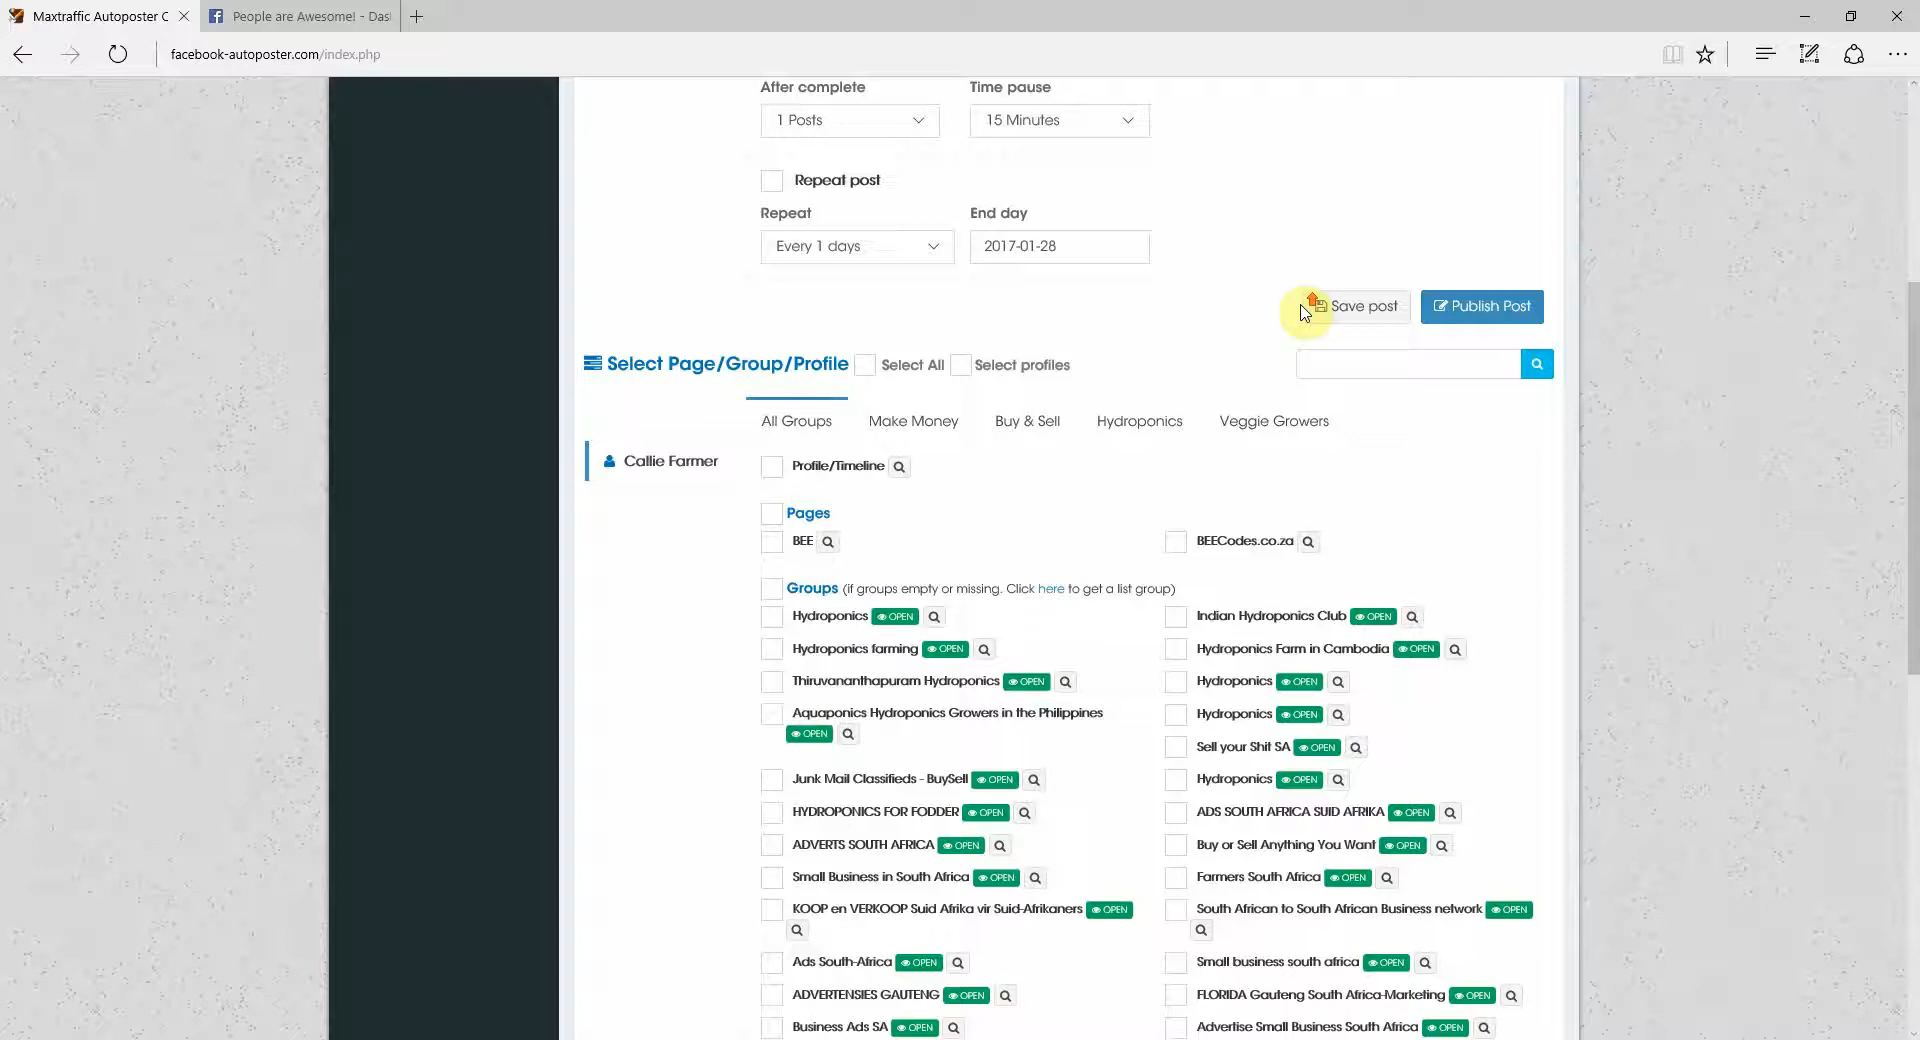 Maxtraffic Autoposter C
People are Awesome! - Das
facebook-autoposter.com/index.php
After complete Time pause
1 Posts 15 Minutes
Repeat post
Repeat End day
Every 1 days 2017-01-28
Save post Publish Post
Select Page/Group/Profile Select All Select profiles
All Groups Make Money Buy & Sell Hydroponics Veggie Growers
Callie Farmer Profile/Timeline
Pages
BEE BEECodes.co.za
Groups (if groups empty or missing. Click here to get a list group)
Hydroponics OPEN Indian Hydroponics Club OPEN
Hydroponics farming OPEN Hydroponics Farm in Cambodia OPEN
Thiruvananthapuram Hydroponics OPEN Hydroponics OPEN
Aquaponics Hydroponics Growers in the Philippines Hydroponics OPEN
OPEN
Sell your Shit SA OPEN
Junk Mail Classifieds - BuySell OPEN Hydroponics OPEN
HYDROPONICS FOR FODDER OPEN ADS SOUTH AFRICA SUID AFRIKA OPEN
ADVERTS SOUTH AFRICA OPEN Buy or Sell Anything You Want OPEN
Small Business in South Africa OPEN Farmers South Africa OPEN
KOOP en VERKOOP Suid Afrika vir Suid-Afrikaners OPEN South African to South African Business network OPEN
Ads South-Africa OPEN Small business south africa OPEN
ADVERTENSIES GAUTENG OPEN FLORIDA Gauteng South Africa-Marketing OPEN
Business Ads SA OPEN Advertise Small Business South Africa OPEN